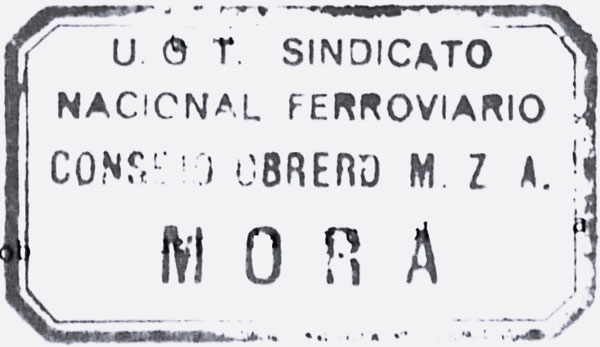 U. G. T. SINDICATO
NACIONAL FERROVIARIO
CONSEJO OBRERO M. Z. A.
MORA